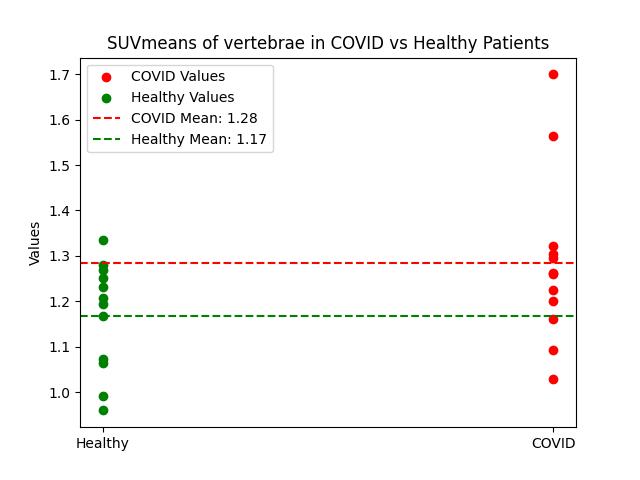 SUVmeans of vertebrae in COVID vs Healthy Patients
COVID Values
Healthy Values
COVID Mean: 1.28
Healthy Mean: 1.17
Values
1.7
1.6
1.5
1.4
1.3
1.2
1.1
1.0
Healthy
COVID